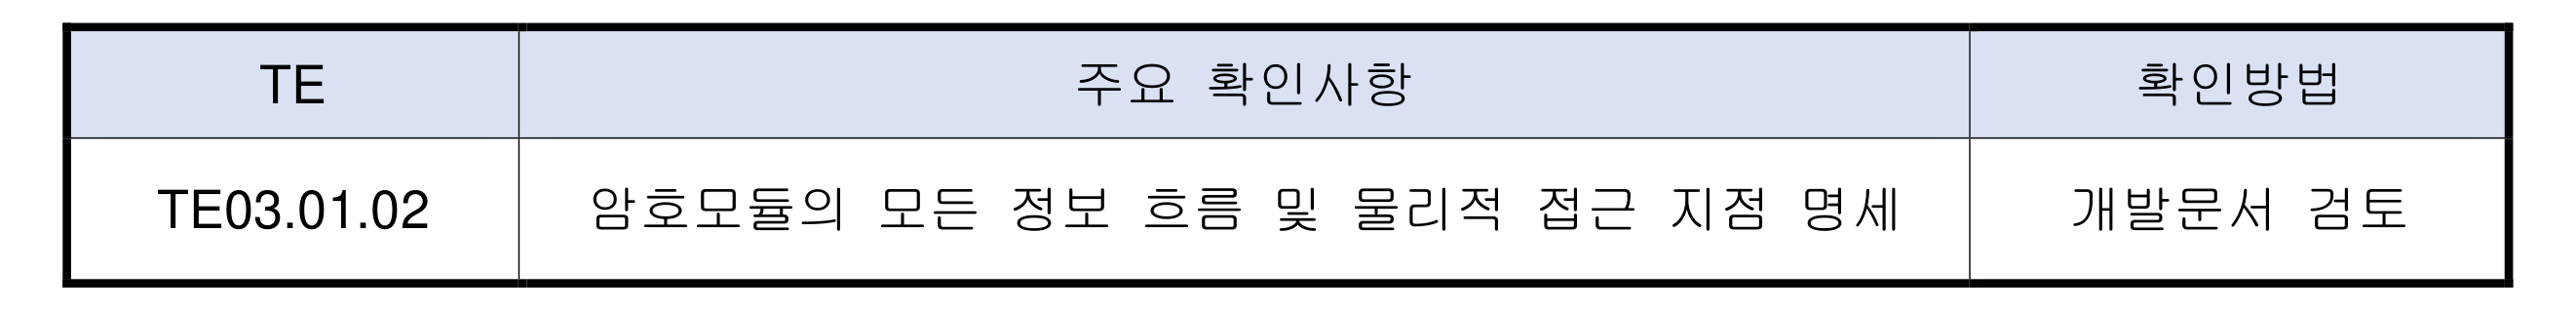 TE 주요 확인사항 확인방법
TE03.01.02 암호모듈의 모든 정보 흐름 및 물리적 접근 지점 명세 개발문서 검토